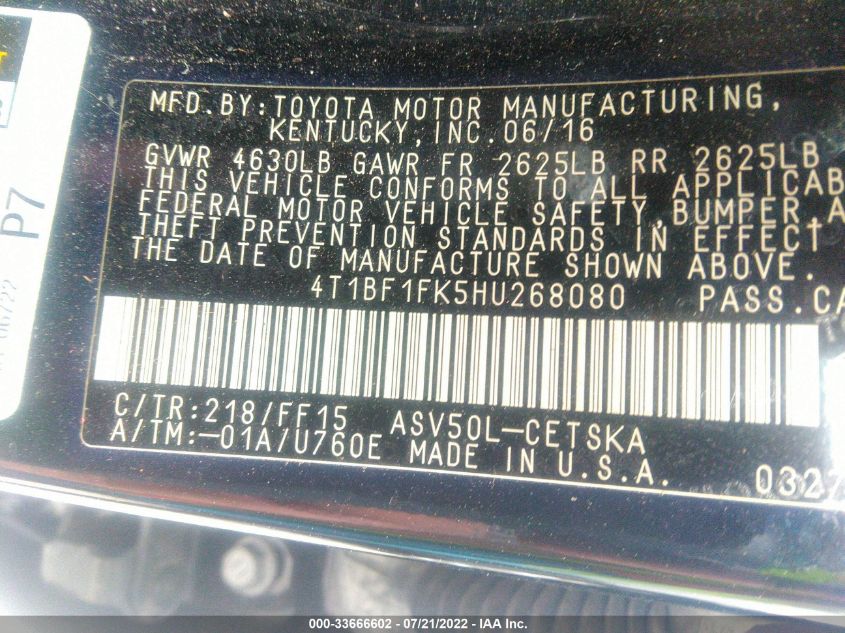 MFD.BY:TOYOTA MOTOR MANUFACTURING,
KENTUCKY,INC.06/16
GVWR 4630LB GAWR FR 2625LB RR 2625LB
THIS VEHICLE CONFORMS TO ALL APPLICAB
FEDERAL MOTOR VEHICLE SAFETY,BUMPER,A
THEFT PREVENTION STANDARDS IN EFFECT
THE DATE OF MANUFACTURE SHOWN ABOVE.
4T1BF1FK5HU268080 PASS.CA
C/TR:218/FF15 ASV50L-CETSKA
A/TM:-01A/U760E MADE IN U.S.A. 0327
P7
000-33666602 / 07/21/2022 - IAA Inc.